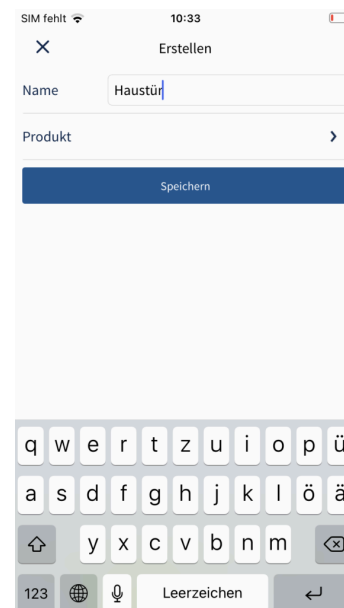 SIM fehlt 10:33
Erstellen
Name Haustür
Produkt
Speichern
q w e r t z u i o p ü
a s d f g h j k l ö ä
y x c v b n m
123 Leerzeichen